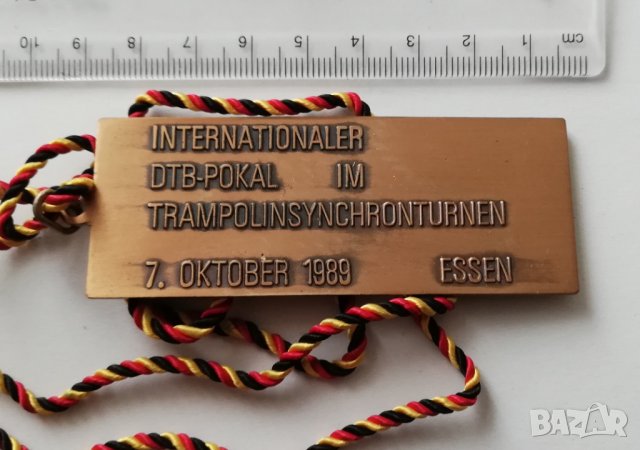 cm
10 9 8 7 6 5 4 3 2 1
INTERNATIONALER
DTB-POKAL IM
TRAMPOLINSYNCHRONTURNEN
7. OKTOBER 1989 ESSEN
BAZAR